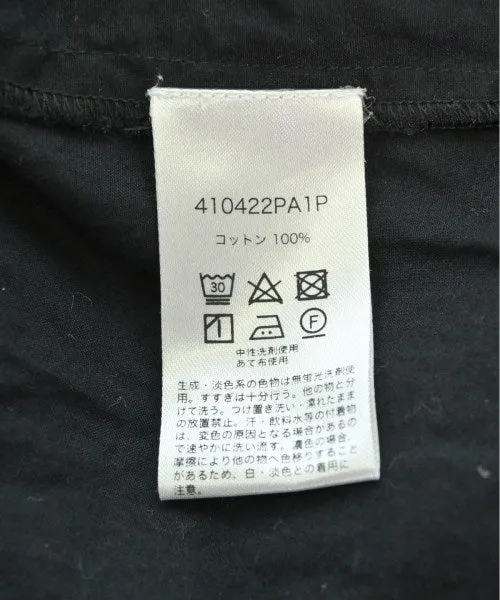 410422PA1P
コットン 100%
30
F
中性洗剤使用
あて布使用
生成・淡色系の色物は無蛍光洗剤使
用。すすぎは十分行う。他の物と分
けて洗う。つけ置き洗い・濡れたまま
の放置禁止。汗・飲料水等の付着物
は、変色の原因となる場合があるの
で速やかに洗い流す。濃色の場合、
摩擦により他の物へ色移りすること
があるため、白・淡色との着用に
注意。